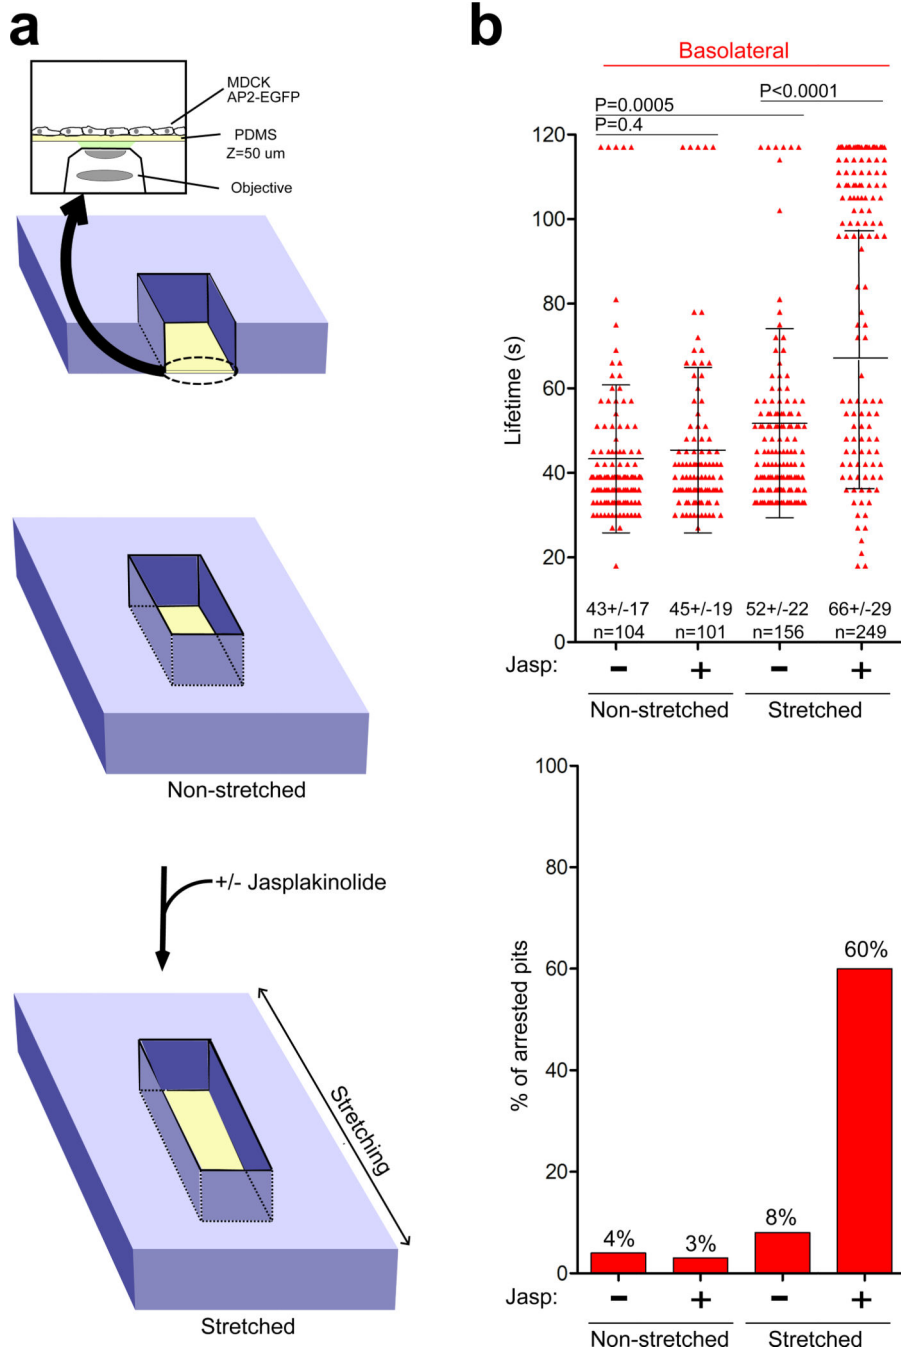 a
MDCK
AP2-EGFP
PDMS
Z=50 um
Objective
Non-stretched
+/- Jasplakinolide
Stretching
Stretched
b
Basolateral
P<0.0001
P=0.0005
P=0.4
120
100
80
60
40
20
0
Lifetime (s)
43+/-17 45+/-19 52+/-22 66+/-29
n=104 n=101 n=156 n=249
Jasp: - + - +
Non-stretched Stretched
100
80
60
40
20
0
% of arrested pits
4% 3% 8% 60%
Jasp: - + - +
Non-stretched Stretched